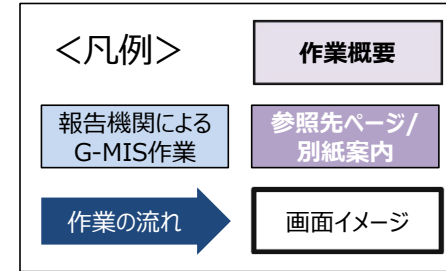 ＜凡例＞
作業概要
報告機関による
G-MIS作業
参照先ページ/
別紙案内
作業の流れ
画面イメージ